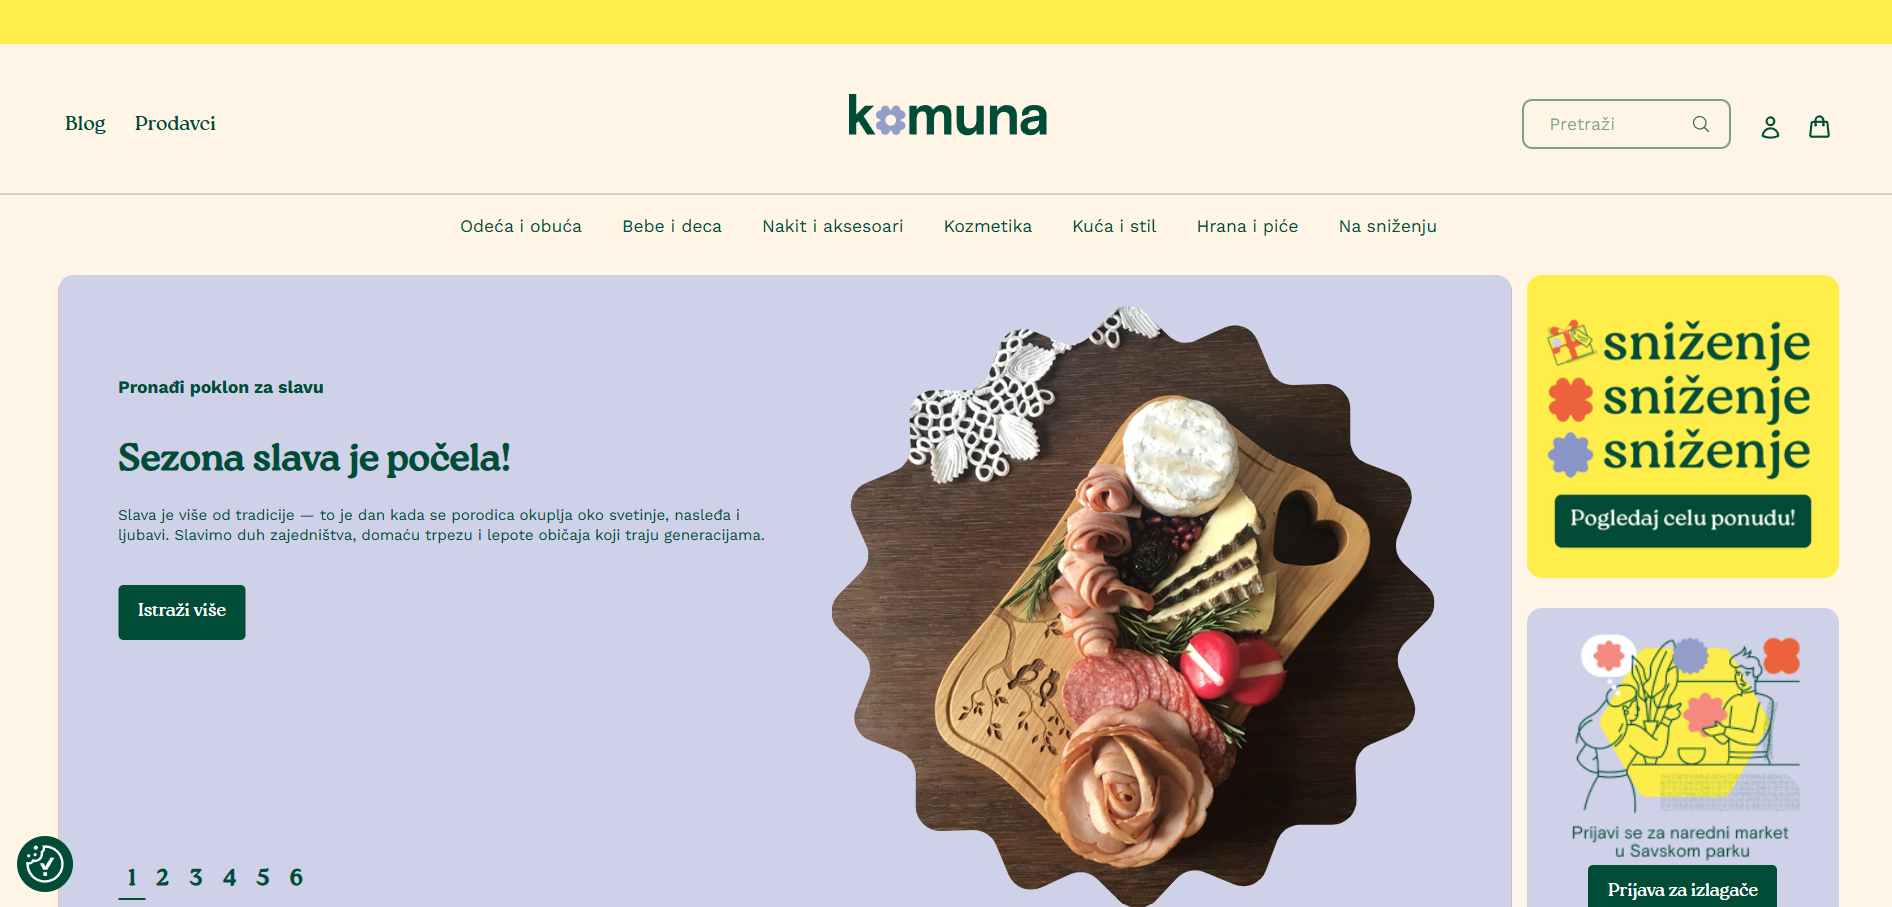 Blog Prodavci
komuna
Pretraži
Odeća i obuća Bebe i deca Nakit i aksesoari Kozmetika Kuća i stil Hrana i piće Na sniženju
Pronađi poklon za slavu
Sezona slava je počela!
Slava je više od tradicije — to je dan kada se porodica okuplja oko svetinje, nasleđa i
ljubavi. Slavimo duh zajedništva, domaću trpezu i lepote običaja koji traju generacijama.
Istraži više
1 2 3 4 5 6
sniženje
sniženje
sniženje
Pogledaj celu ponudu!
Prijavi se za naredni market
u Savskom parku
Prijava za izlagače